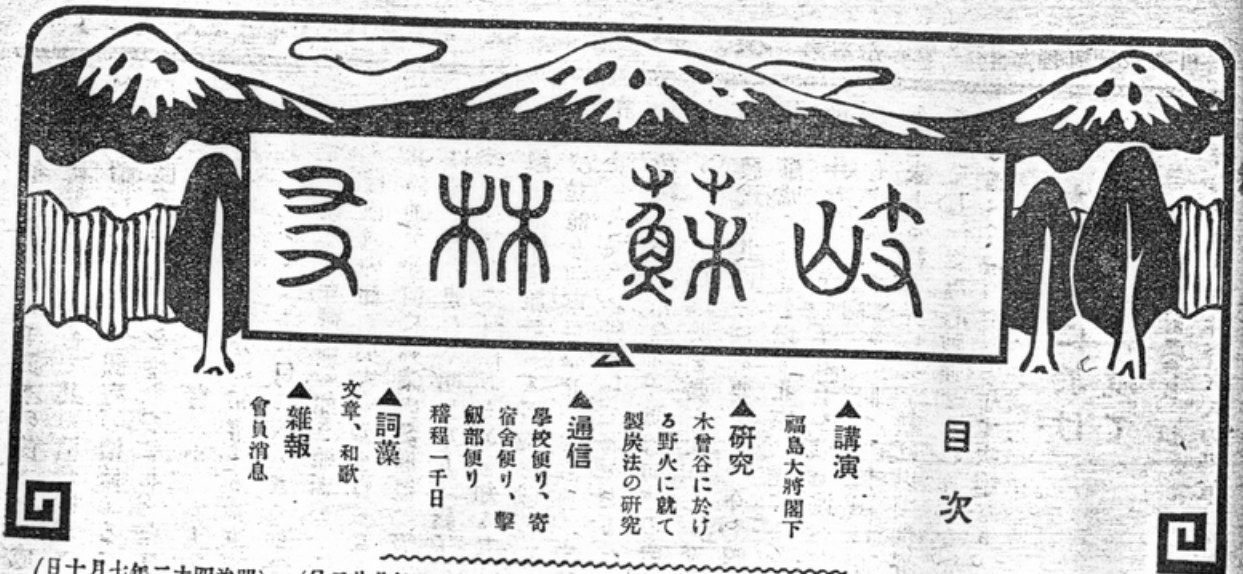 岐蘇林友
目次
▲講演
福島大將閣下
▲研究
木曾谷に於け
る野火に就て
製炭法の研究
▲通信
學校便り、寄
宿舍便り、擊
劔部便り
稽程一千日
▲詞藻
文章、和歌
▲雜報
會員消息